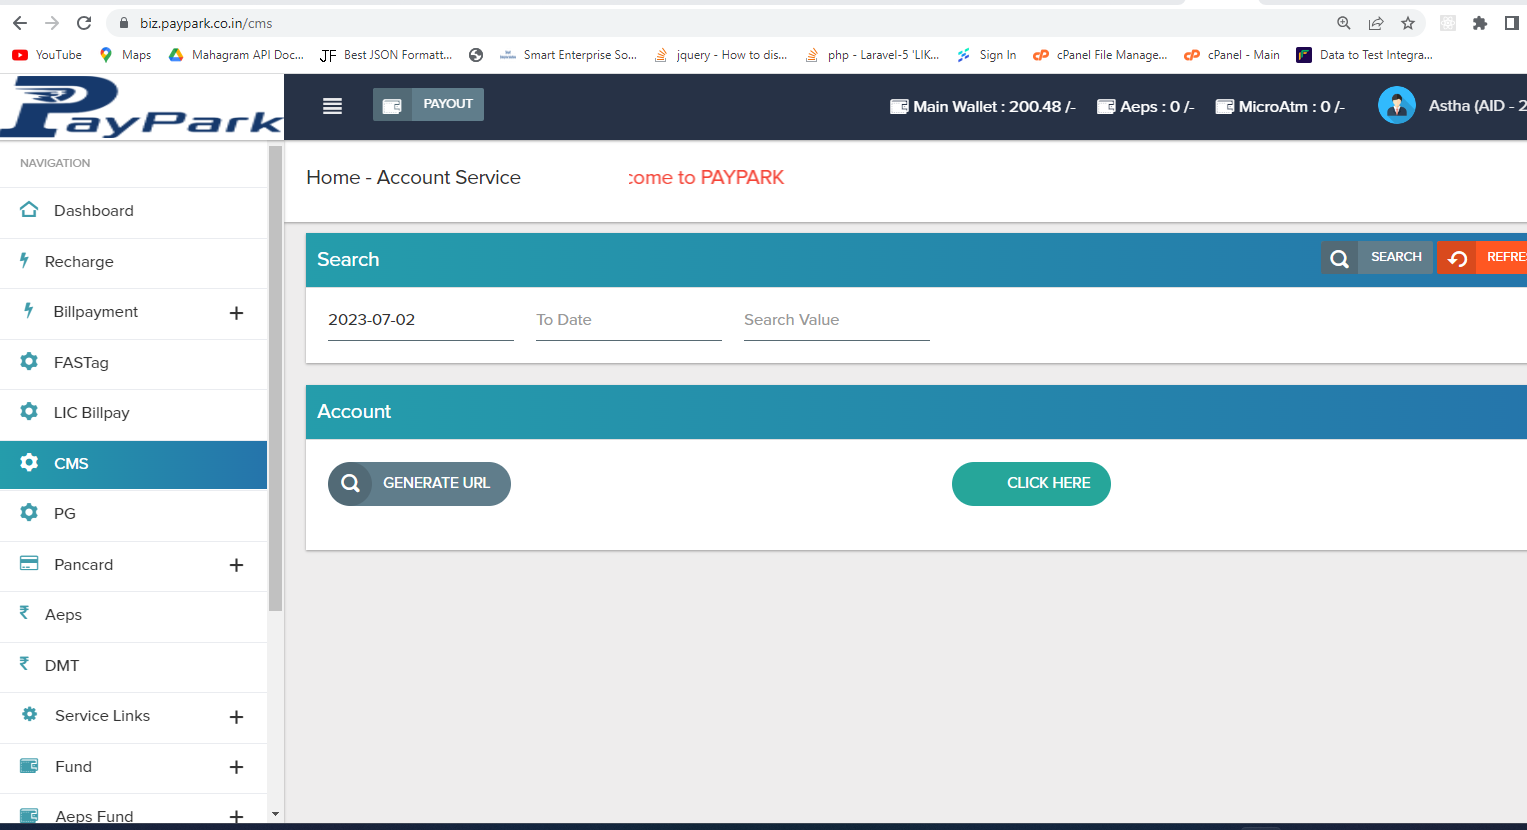 biz.paypark.co.in/cms
YouTube Maps Mahagram API Doc... JF Best JSON Formatt... Smart Enterprise So... jquery - How to dis... php - Laravel-5 'LIK... Sign In cPanel File Manage... cPanel - Main Data to Test Integra...
PayPark
PAYOUT
Main Wallet : 200.48 /- Aeps : 0 /- MicroAtm : 0 /- Astha (AID - 2
NAVIGATION
Dashboard
Recharge
Billpayment +
FASTag
LIC Billpay
CMS
PG
Pancard +
₹ Aeps
₹ DMT
Service Links +
Fund +
Aeps Fund +
Home - Account Service
come to PAYPARK
Search
SEARCH REFRE
2023-07-02 To Date Search Value
Account
GENERATE URL CLICK HERE